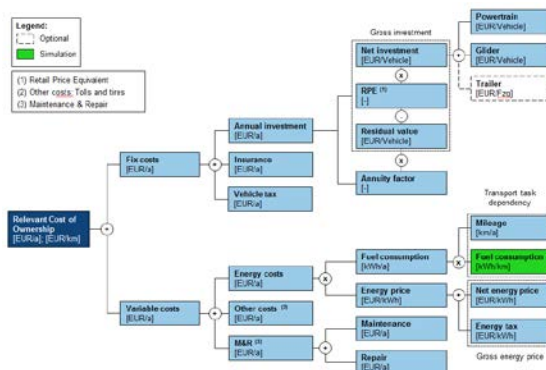 Legend:
Optional
Simulation
(1) Retail Price Equivalent
(2) Other costs: Tolls and tires
(3) Maintenance & Repair
Gross investment
Powertrain
[EUR/Vehicle]
Net investment
[EUR/Vehicle]
+
Glider
[EUR/Vehicle]
x
Trailer
[EUR/Fzg]
RPE (1)
[-]
-
Annual investment
[EUR/a]
Residual value
[EUR/Vehicle]
Fix costs
[EUR/a]
+
Insurance
[EUR/a]
x
Vehicle tax
[EUR/a]
Annuity factor
[-]
Transport task
dependency
Relevant Cost of
Ownership
[EUR/a]; [EUR/km]
+
Mileage
[km/a]
Energy costs
[EUR/a]
x
Fuel consumption
[kWh/a]
x
Fuel consumption
[kWh/km]
Variable costs
[EUR/a]
+
Other costs (3)
[EUR/a]
Energy price
[EUR/kWh]
+
Net energy price
[EUR/kWh]
M&R (3)
[EUR/a]
+
Maintenance
[EUR/a]
Energy tax
[EUR/kWh]
Repair
[EUR/a]
Gross energy price